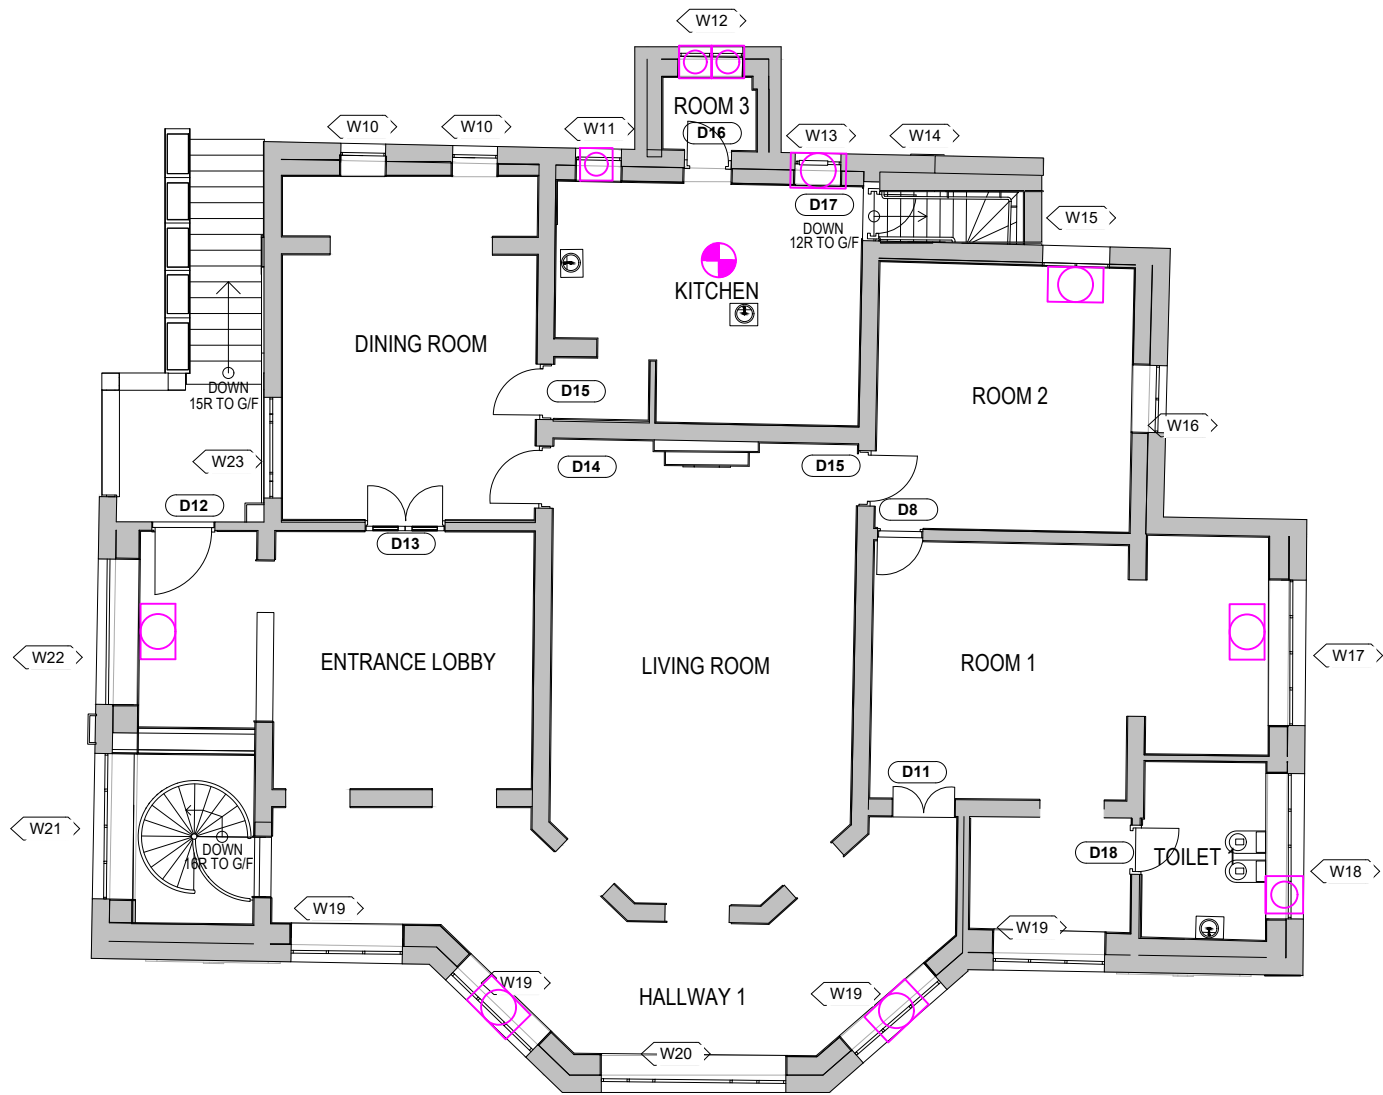 W12
ROOM 3
D16
W10
W10
W11
W13
W14
D17
DOWN
12R TO G/F
W15
KITCHEN
DINING ROOM
DOWN
15R TO G/F
D15
ROOM 2
W16
W23
D14
D15
D12
D13
D8
W22
ENTRANCE LOBBY
LIVING ROOM
ROOM 1
W17
D11
W21
DOWN
16R TO G/F
D18
TOILET 1
W18
W19
W19
W19
W19
HALLWAY 1
W20